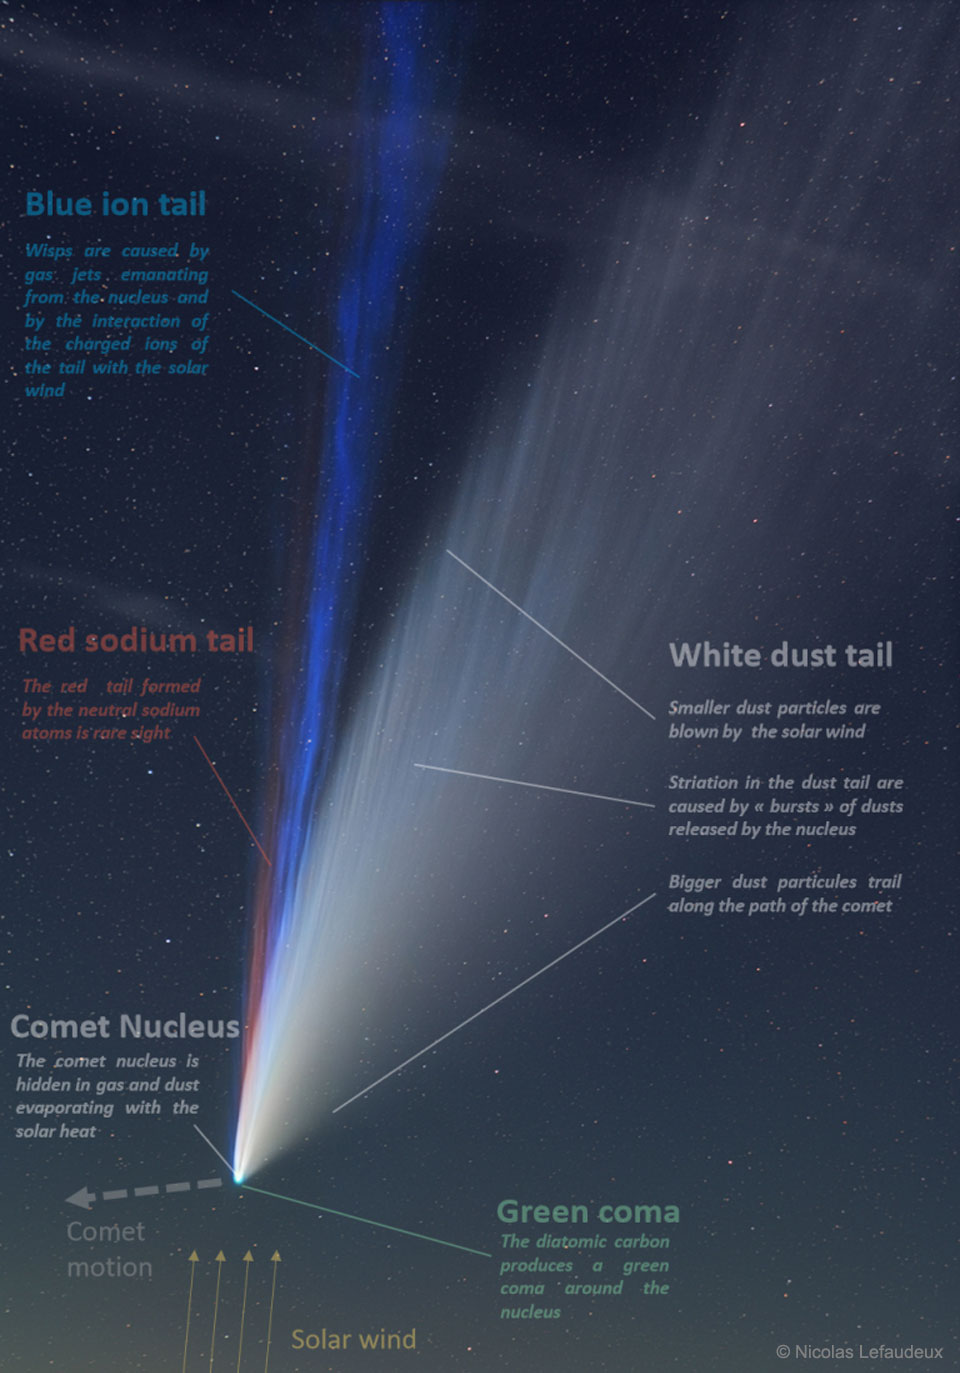 Blue ion tail
Wisps are caused by
gas jets emanating
from the nucleus and
by the interaction of
the charged ions of
the tail with the solar
wind
Red sodium tail
The red tail formed
by the neutral sodium
atoms is rare sight
White dust tail
Smaller dust particles are
blown by the solar wind
Striation in the dust tail are
caused by « bursts » of dusts
released by the nucleus
Bigger dust particules trail
along the path of the comet
Comet Nucleus
The comet nucleus is
hidden in gas and dust
evaporating with the
solar heat
Comet
motion
Green coma
The diatomic carbon
produces a green
coma around the
nucleus
Solar wind
© Nicolas Lefaudeux